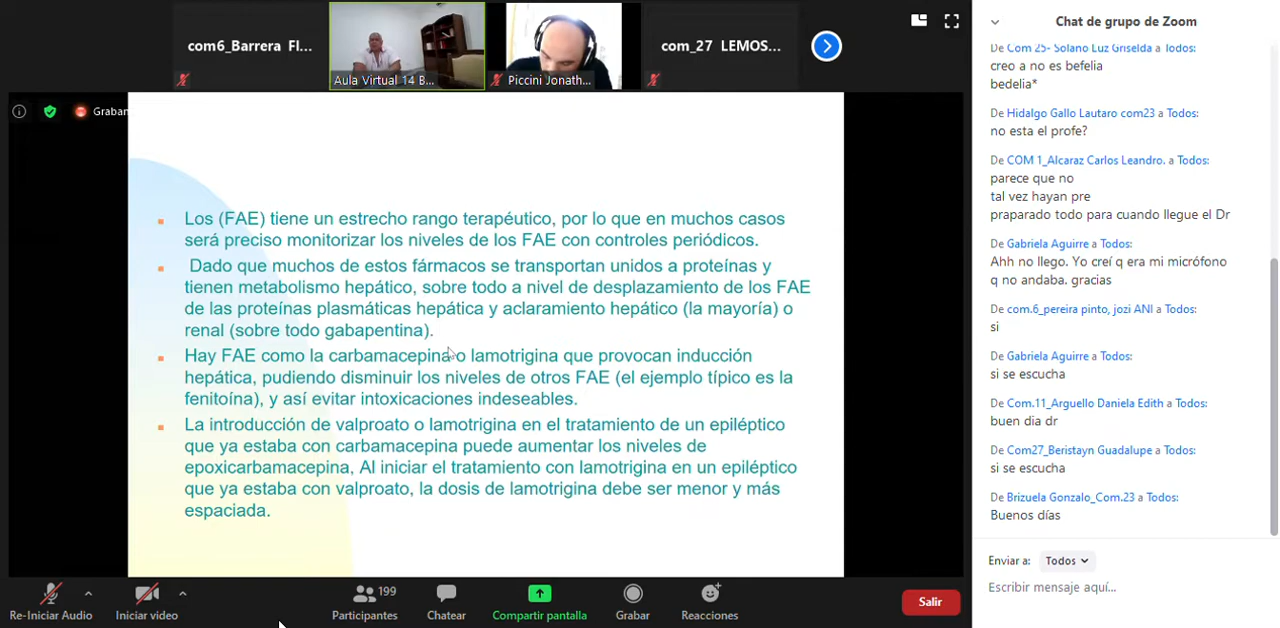 com6_Barrera Fl...
Aula Virtual 14 B...
Piccini Jonath...
com_27 LEMOS...
Graban
Los (FAE) tiene un estrecho rango terapéutico, por lo que en muchos casos
será preciso monitorizar los niveles de los FAE con controles periódicos.
Dado que muchos de estos fármacos se transportan unidos a proteínas y
tienen metabolismo hepático, sobre todo a nivel de desplazamiento de los FAE
de las proteínas plasmáticas hepática y aclaramiento hepático (la mayoría) o
renal (sobre todo gabapentina).
Hay FAE como la carbamacepina o lamotrigina que provocan inducción
hepática, pudiendo disminuir los niveles de otros FAE (el ejemplo típico es la
fenitoína), y así evitar intoxicaciones indeseables.
La introducción de valproato o lamotrigina en el tratamiento de un epiléptico
que ya estaba con carbamacepina puede aumentar los niveles de
epoxicarbamacepina, Al iniciar el tratamiento con lamotrigina en un epiléptico
que ya estaba con valproato, la dosis de lamotrigina debe ser menor y más
espaciada.
Re-Iniciar Audio
Iniciar video
199
Participantes
Chatear
Compartir pantalla
Grabar
Reacciones
Salir
Chat de grupo de Zoom
De Com 25- Solano Luz Griselda a Todos:
creo a no es befelia
bedelia*
De Hidalgo Gallo Lautaro com23 a Todos:
no esta el profe?
De COM 1_Alcaraz Carlos Leandro. a Todos:
parece que no
tal vez hayan pre
praparado todo para cuando llegue el Dr
De Gabriela Aguirre a Todos:
Ahh no llego. Yo creí q era mi micrófono
q no andaba. gracias
De com.6_pereira pinto, jozi ANI a Todos:
si
De Gabriela Aguirre a Todos:
si se escucha
De Com.11_Arguello Daniela Edith a Todos:
buen dia dr
De Com27_Beristayn Guadalupe a Todos:
si se escucha
De Brizuela Gonzalo_Com.23 a Todos:
Buenos días
Enviar a: Todos
Escribir mensaje aquí...